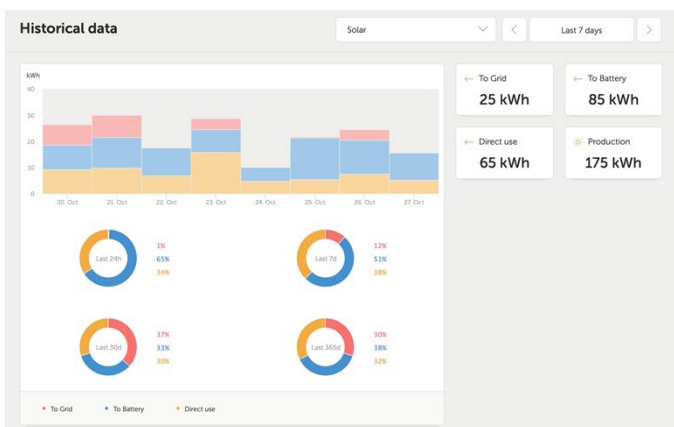 Historical data
Solar
Last 7 days
kWh
40
30
20
10
0
20. Oct
21. Oct
22. Oct
23. Oct
24. Oct
25. Oct
26. Oct
27. Oct
Last 24h
1%
65%
34%
Last 7d
12%
51%
38%
Last 30d
37%
33%
30%
Last 365d
30%
38%
32%
To Grid
To Battery
Direct use
To Grid
25 kWh
To Battery
85 kWh
Direct use
65 kWh
Production
175 kWh